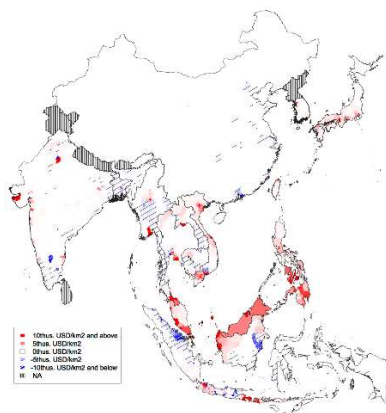 10thus. USD/km2 and above
5thus. USD/km2
0thus. USD/km2
-5thus. USD/km2
-10thus. USD/km2 and below
NA